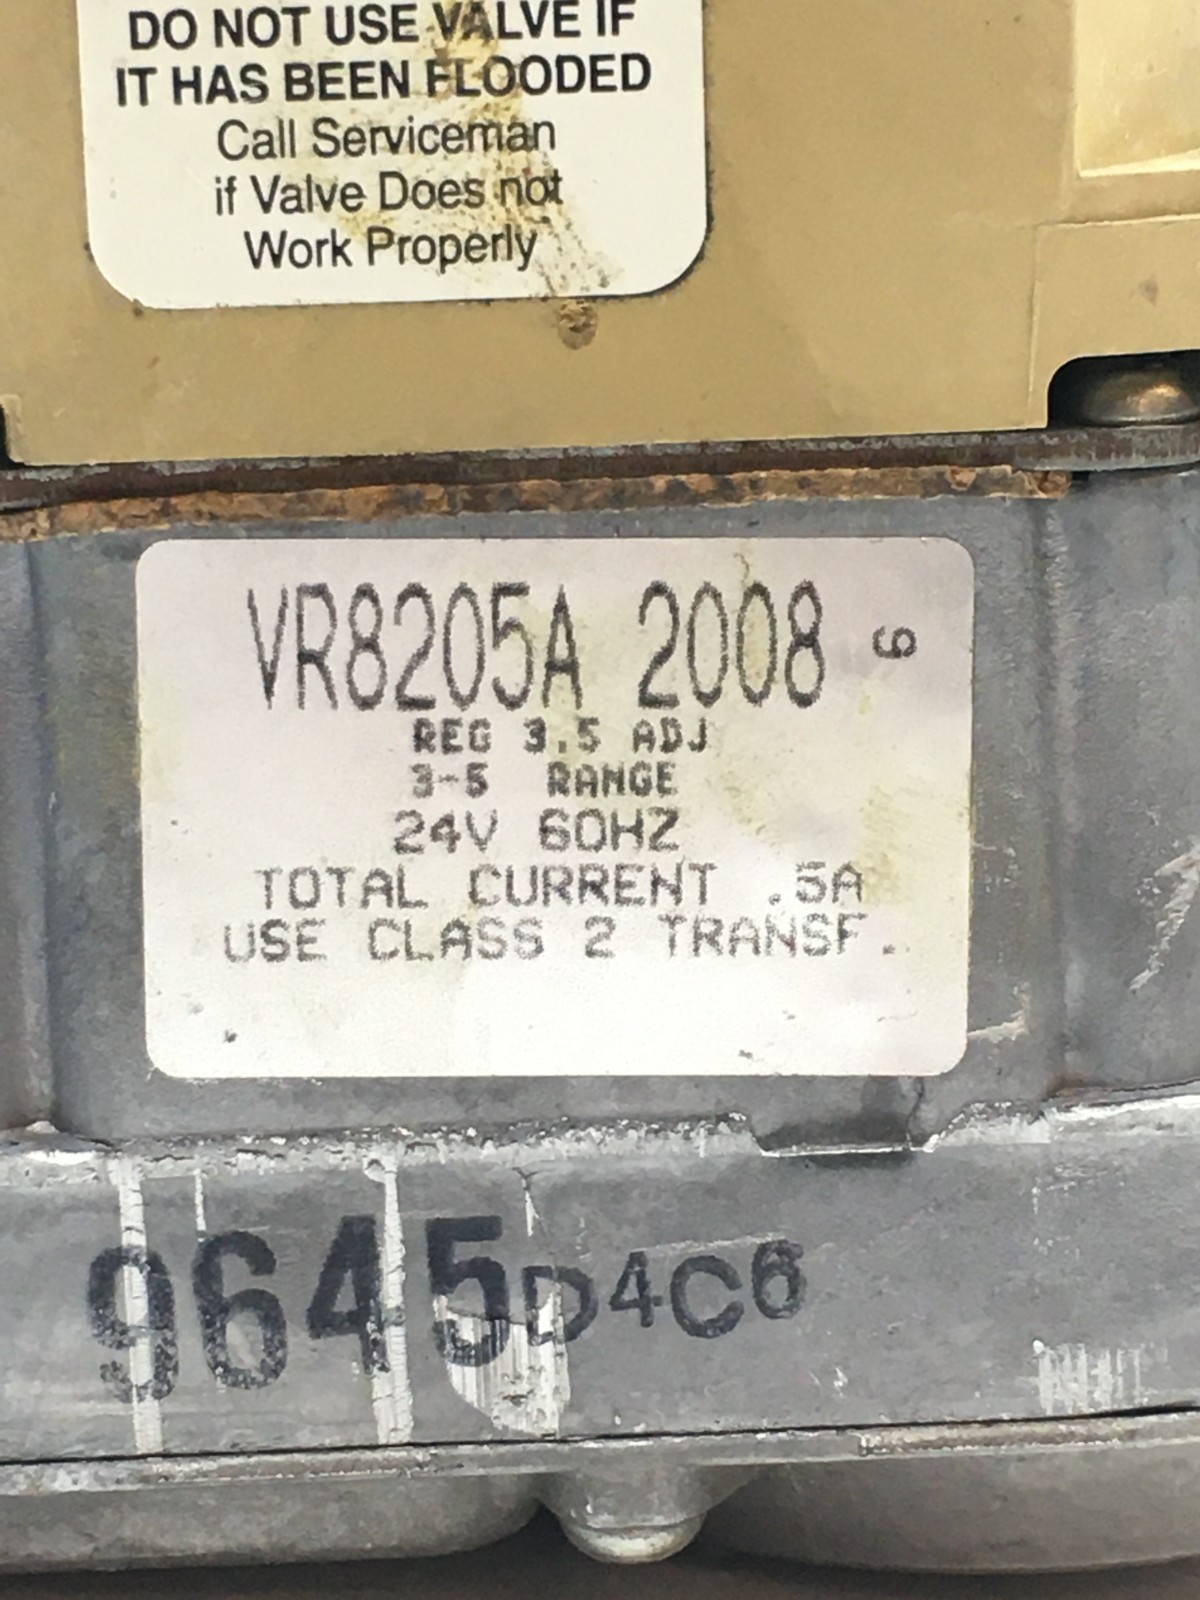 DO NOT USE VALVE IF
IT HAS BEEN FLOODED
Call Serviceman
if Valve Does not
Work Properly
VR8205A 2008 6
REG 3.5 ADJ
3-5 RANGE
24V 60HZ
TOTAL CURRENT .5A
USE CLASS 2 TRANSF.
9645D4C6